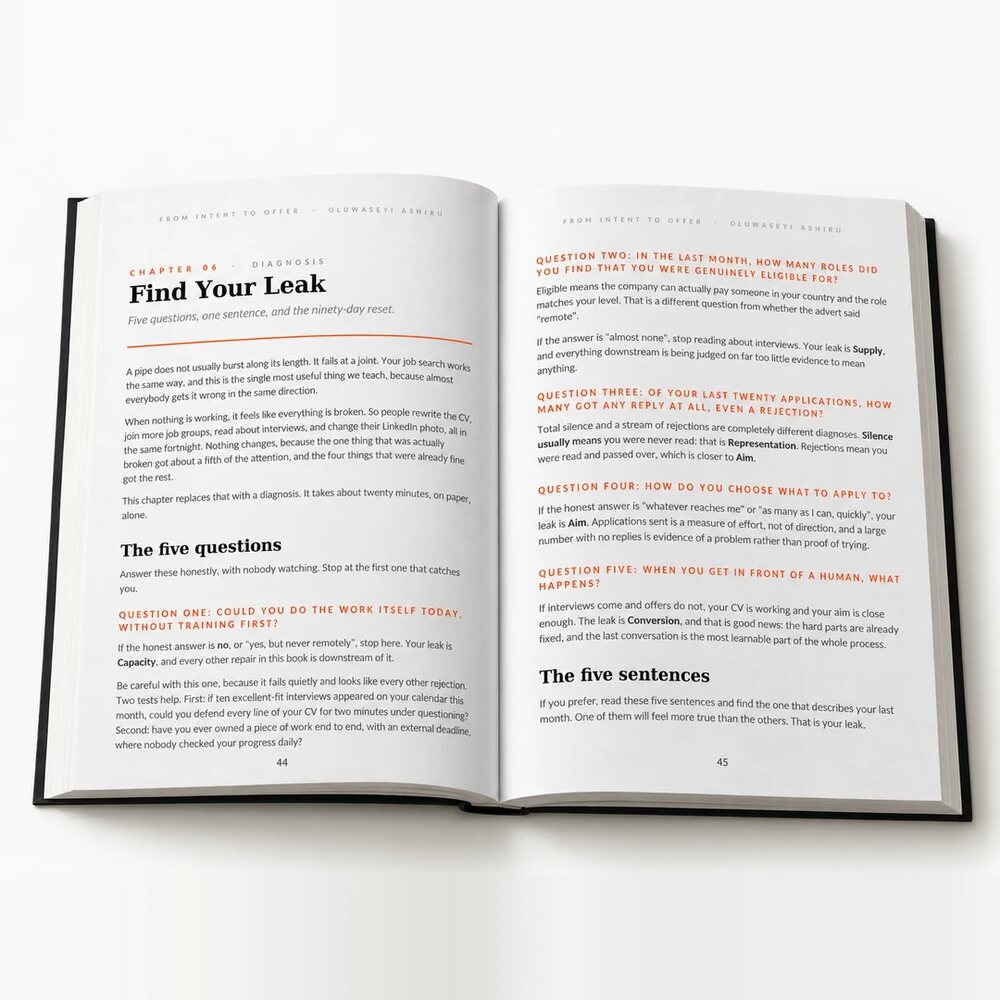 FROM INTENT TO OFFER · OLUWASEYI ASHIRU
CHAPTER 06 · DIAGNOSIS
Find Your Leak
Five questions, one sentence, and the ninety-day reset.
A pipe does not usually burst along its length. It fails at a joint. Your job search works
the same way, and this is the single most useful thing we teach, because almost
everybody gets it wrong in the same direction.
When nothing is working, it feels like everything is broken. So people rewrite the CV,
join more job groups, read about interviews, and change their LinkedIn photo, all in
the same fortnight. Nothing changes, because the one thing that was actually
broken got about a fifth of the attention, and the four things that were already fine
got the rest.
This chapter replaces that with a diagnosis. It takes about twenty minutes, on paper,
alone.
The five questions
Answer these honestly, with nobody watching. Stop at the first one that catches
you.
QUESTION ONE: COULD YOU DO THE WORK ITSELF TODAY,
WITHOUT TRAINING FIRST?
If the honest answer is no, or "yes, but never remotely", stop here. Your leak is
Capacity, and every other repair in this book is downstream of it.
Be careful with this one, because it fails quietly and looks like every other rejection.
Two tests help. First: if ten excellent-fit interviews appeared on your calendar this
month, could you defend every line of your CV for two minutes under questioning?
Second: have you ever owned a piece of work end to end, with an external deadline,
where nobody checked your progress daily?
44
FROM INTENT TO OFFER · OLUWASEYI ASHIRU
QUESTION TWO: IN THE LAST MONTH, HOW MANY ROLES DID
YOU FIND THAT YOU WERE GENUINELY ELIGIBLE FOR?
Eligible means the company can actually pay someone in your country and the role
matches your level. That is a different question from whether the advert said
"remote".
If the answer is "almost none", stop reading about interviews. Your leak is Supply,
and everything downstream is being judged on far too little evidence to mean
anything.
QUESTION THREE: OF YOUR LAST TWENTY APPLICATIONS, HOW
MANY GOT ANY REPLY AT ALL, EVEN A REJECTION?
Total silence and a stream of rejections are completely different diagnoses. Silence
usually means you were never read: that is Representation. Rejections mean you
were read and passed over, which is closer to Aim.
QUESTION FOUR: HOW DO YOU CHOOSE WHAT TO APPLY TO?
If the honest answer is "whatever reaches me" or "as many as I can, quickly", your
leak is Aim. Applications sent is a measure of effort, not of direction, and a large
number with no replies is evidence of a problem rather than proof of trying.
QUESTION FIVE: WHEN YOU GET IN FRONT OF A HUMAN, WHAT
HAPPENS?
If interviews come and offers do not, your CV is working and your aim is close
enough. The leak is Conversion, and that is good news: the hard parts are already
fixed, and the last conversation is the most learnable part of the whole process.
The five sentences
If you prefer, read these five sentences and find the one that describes your last
month. One of them will feel more true than the others. That is your leak.
45